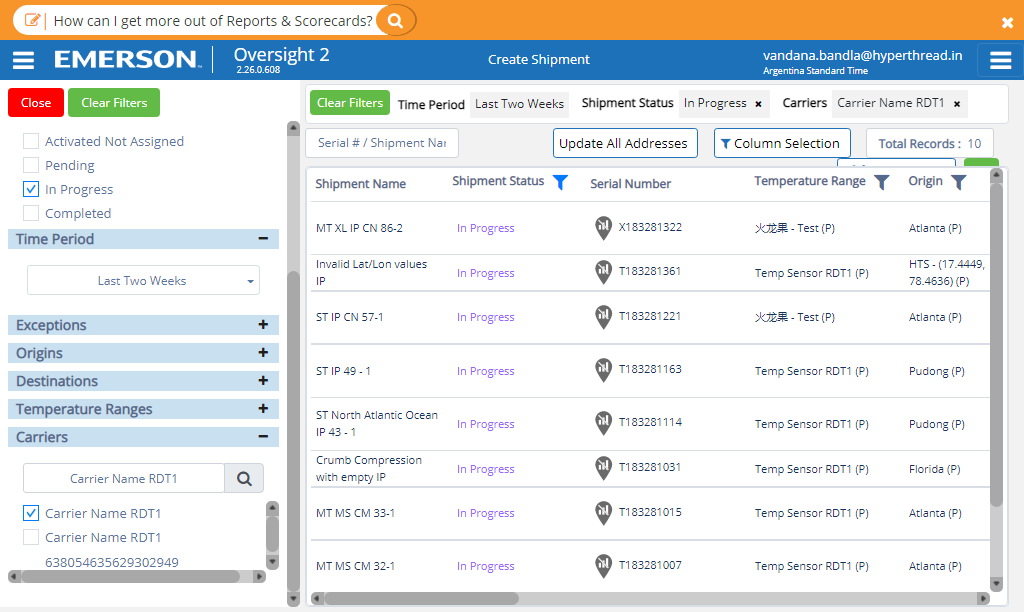 How can I get more out of Reports & Scorecards?
EMERSON
Oversight 2
2.26.0.608
Create Shipment
vandana.bandla@hyperthread.in
Argentina Standard Time
Close
Clear Filters
Activated Not Assigned
Pending
In Progress
Completed
Time Period
Last Two Weeks
Exceptions
Origins
Destinations
Temperature Ranges
Carriers
Carrier Name RDT1
Carrier Name RDT1
Carrier Name RDT1
638054635629302949
Clear Filters
Time Period
Last Two Weeks
Shipment Status
In Progress ×
Carriers
Carrier Name RDT1 ×
Serial # / Shipment Nar
Update All Addresses
Column Selection
Total Records : 10
Shipment Name Shipment Status Serial Number Temperature Range Origin
MT XL IP CN 86-2 In Progress X183281322 火龙果 - Test (P) Atlanta (P)
Invalid Lat/Lon values
IP
In Progress T183281361 Temp Sensor RDT1 (P)
HTS - (17.4449,
78.4636) (P)
ST IP CN 57-1 In Progress T183281221 火龙果 - Test (P) Atlanta (P)
ST IP 49 - 1 In Progress T183281163 Temp Sensor RDT1 (P) Pudong (P)
ST North Atlantic Ocean
IP 43 - 1
In Progress T183281114 Temp Sensor RDT1 (P) Pudong (P)
Crumb Compression
with empty IP
In Progress T183281031 Temp Sensor RDT1 (P) Florida (P)
MT MS CM 33-1 In Progress T183281015 Temp Sensor RDT1 (P) Atlanta (P)
MT MS CM 32-1 In Progress T183281007 Temp Sensor RDT1 (P) Atlanta (P)